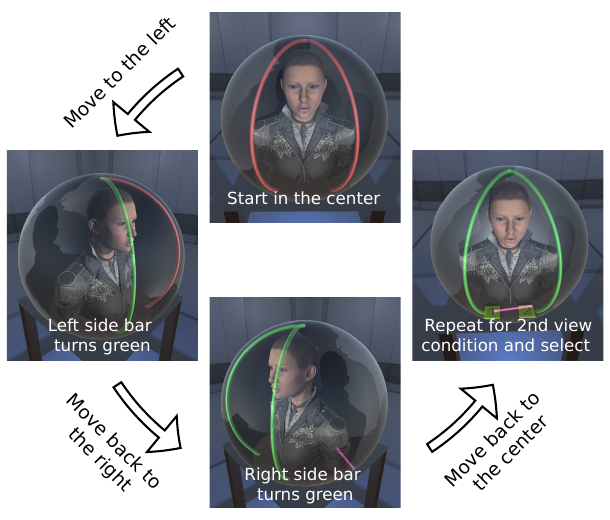 Move to the left
Start in the center
Left side bar
turns green
Move back to
the right
Right side bar
turns green
Move back to
the center
Repeat for 2nd view
condition and select